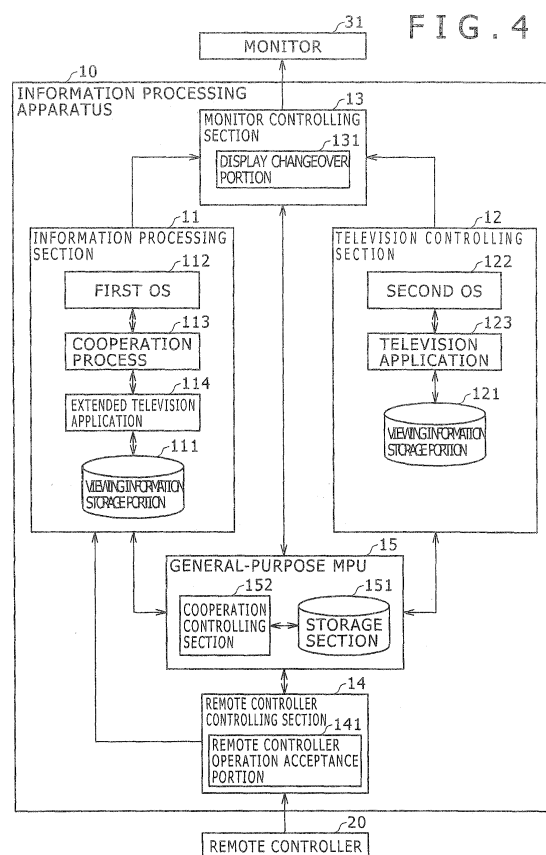 FIG. 4
31
MONITOR
10
INFORMATION PROCESSING
APPARATUS
13
MONITOR CONTROLLING
SECTION
131
DISPLAY CHANGEOVER
PORTION
11
INFORMATION PROCESSING
SECTION
112
FIRST OS
113
COOPERATION
PROCESS
114
EXTENDED TELEVISION
APPLICATION
111
VIEWING INFORMATION
STORAGE PORTION
12
TELEVISION CONTROLLING
SECTION
122
SECOND OS
123
TELEVISION
APPLICATION
121
VIEWING INFORMATION
STORAGE PORTION
15
GENERAL-PURPOSE MPU
152
COOPERATION
CONTROLLING
SECTION
151
STORAGE
SECTION
14
REMOTE CONTROLLER
CONTROLLING SECTION
141
REMOTE CONTROLLER
OPERATION ACCEPTANCE
PORTION
20
REMOTE CONTROLLER